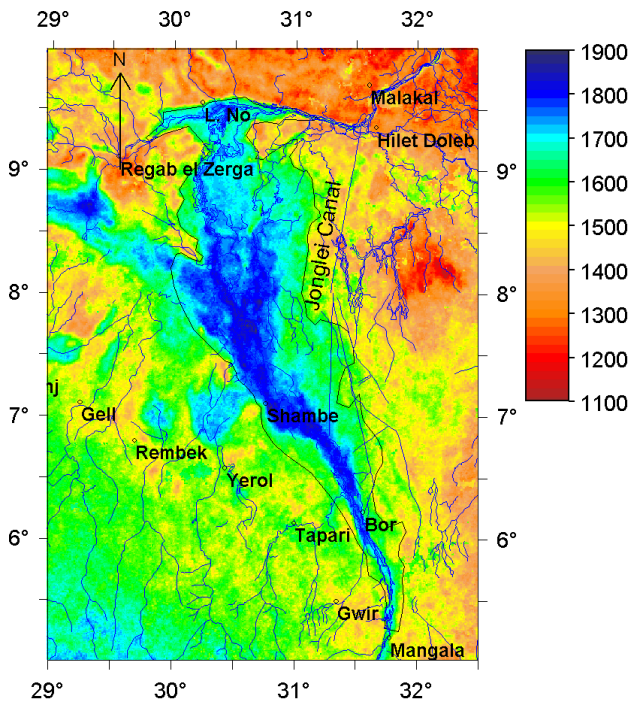 29° 30° 31° 32°
N
1900
Malakal
1800
L. No
Hilet Doleb
9° 9°
Regab el Zerga
1700
1600
Jonglei Canal
1500
8° 8°
1400
1300
1200
nj
1100
Gell
7° Shambe 7°
Rembek
Yerol
Bor
6° Tapari 6°
Gwir
Mangala
29° 30° 31° 32°